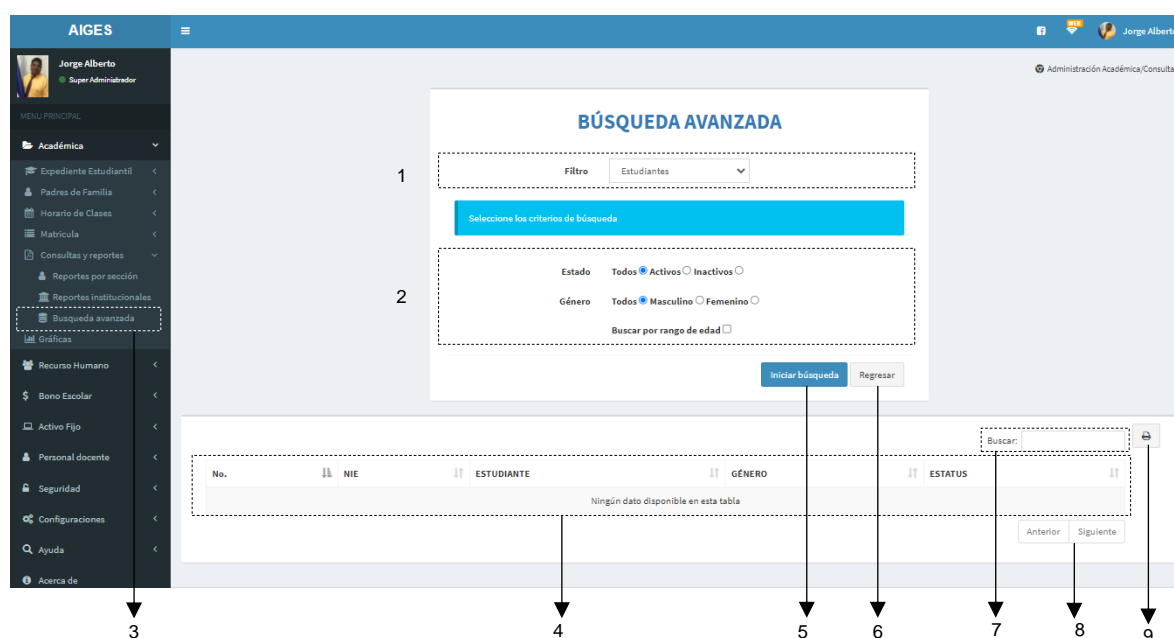 AIGES
WEB
Jorge Alberto
Jorge Alberto
Super Administrador
Administración Académica/Consulta
MENU PRINCIPAL
BÚSQUEDA AVANZADA
Académica
Expediente Estudiantil
1
Filtro Estudiantes
Padres de Familia
Horario de Clases
Seleccione los criterios de búsqueda
Matricula
Consultas y reportes
Reportes por sección
Estado Todos Activos Inactivos
Reportes institucionales
2
Género Todos Masculino Femenino
Busqueda avanzada
Buscar por rango de edad
Gráficas
Recurso Humano
Iniciar búsqueda Regresar
$ Bono Escolar
Activo Fijo
Buscar:
Personal docente
No. NIE ESTUDIANTE GÉNERO ESTATUS
Seguridad
Ningún dato disponible en esta tabla
Configuraciones
Anterior Siguiente
Ayuda
Acerca de
3 4 5 6 7 8 9